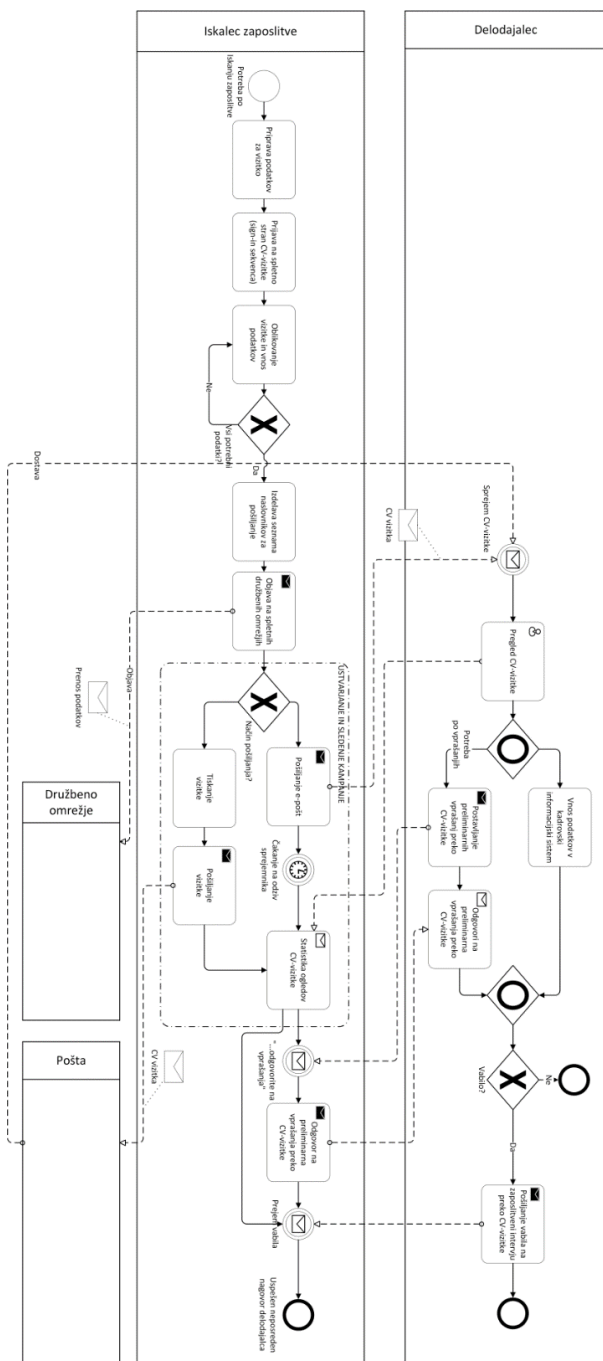 Iskalec zaposlitve
Delodajalec
Potreba po
iskanju zaposlitve
Priprava podatkov
za vizitko
Prijava na spletno
stran CV-vizitke
(sign-in sekvenca)
Oblikovanje
vizitke in vnos
podatkov
Ne
Vsi potrebni
podatki?
Da
Dostava
Izdelava seznama
naslovnikov za
pošiljanje
Objava na spletnih
družbenih omrežjih
Objava
Prenos podatkov
USTVARJANJE IN SLEDENJE KAMPANJE
Način pošiljanja?
Pošiljanje e-pošt
Tiskanje
vizitke
Čakanje na odziv
sprejemnika
Pošiljanje
vizitke
Statistika ogledov
CV-vizitke
"...odgovorite na
vprašanja"
Odgovor na
preliminarna
vprašanja preko
CV-vizitke
Prejem vabila
Uspešen neposreden
nagovor delodajalca
CV vizitka
Sprejem CV-vizitke
Pregled CV-vizitke
Potreba
po vprašanjih
Vnos podatkov v
kadrovski
informacijski sistem
Postavljanje
preliminarnih
vprašanj preko
CV-vizitke
Odgovori na
preliminarna
vprašanja preko
CV-vizitke
Vabilo?
Ne
Da
Pošiljanje vabila na
zaposlitveni intervju
preko CV-vizitke
Družbeno
omrežje
Pošta
CV vizitka